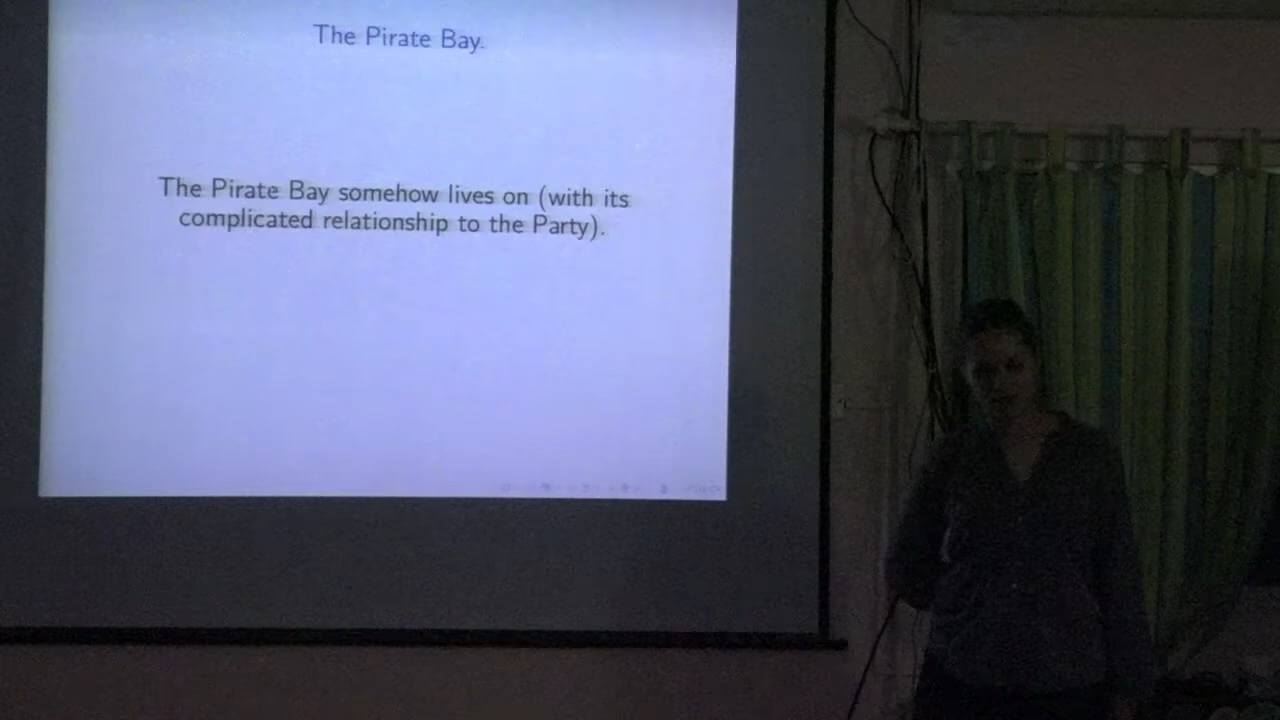 The Pirate Bay.
The Pirate Bay somehow lives on (with its
complicated relationship to the Party).